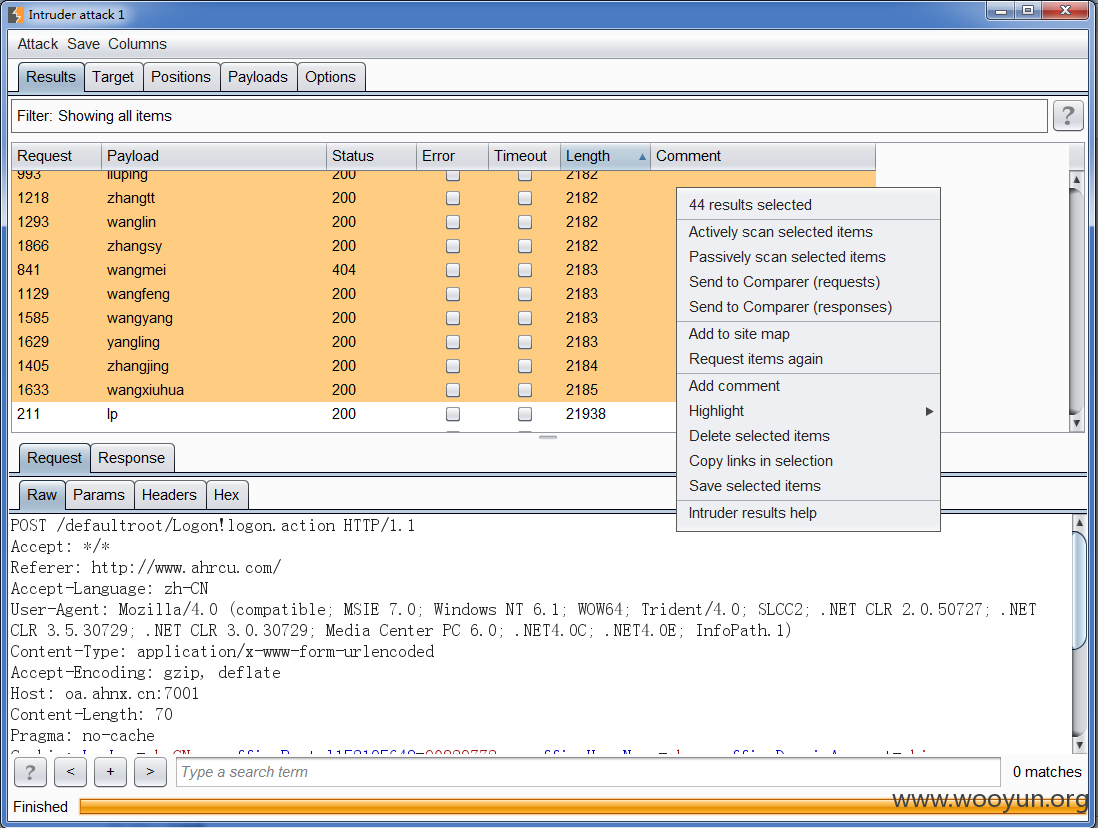 Intruder attack 1
Attack Save Columns
Results Target Positions Payloads Options
Filter: Showing all items
?
Request Payload Status Error Timeout Length Comment
993 liuping 200 2182
1218 zhangtt 200 2182
1293 wanglin 200 2182
1866 zhangsy 200 2182
841 wangmei 404 2183
1129 wangfeng 200 2183
1585 wangyang 200 2183
1629 yangling 200 2183
1405 zhangjing 200 2184
1633 wangxiuhua 200 2185
211 lp 200 21938
44 results selected
Actively scan selected items
Passively scan selected items
Send to Comparer (requests)
Send to Comparer (responses)
Add to site map
Request items again
Add comment
Highlight
Delete selected items
Copy links in selection
Save selected items
Intruder results help
Request Response
Raw Params Headers Hex
POST /defaultroot/Logon!logon.action HTTP/1.1
Accept: */*
Referer: http://www.ahrcu.com/
Accept-Language: zh-CN
User-Agent: Mozilla/4.0 (compatible; MSIE 7.0; Windows NT 6.1; WOW64; Trident/4.0; SLCC2; .NET CLR 2.0.50727; .NET
CLR 3.5.30729; .NET CLR 3.0.30729; Media Center PC 6.0; .NET4.0C; .NET4.0E; InfoPath.1)
Content-Type: application/x-www-form-urlencoded
Accept-Encoding: gzip, deflate
Host: oa.ahnx.cn:7001
Content-Length: 70
Pragma: no-cache
? < + > Type a search term 0 matches
Finished
www.wooyun.org